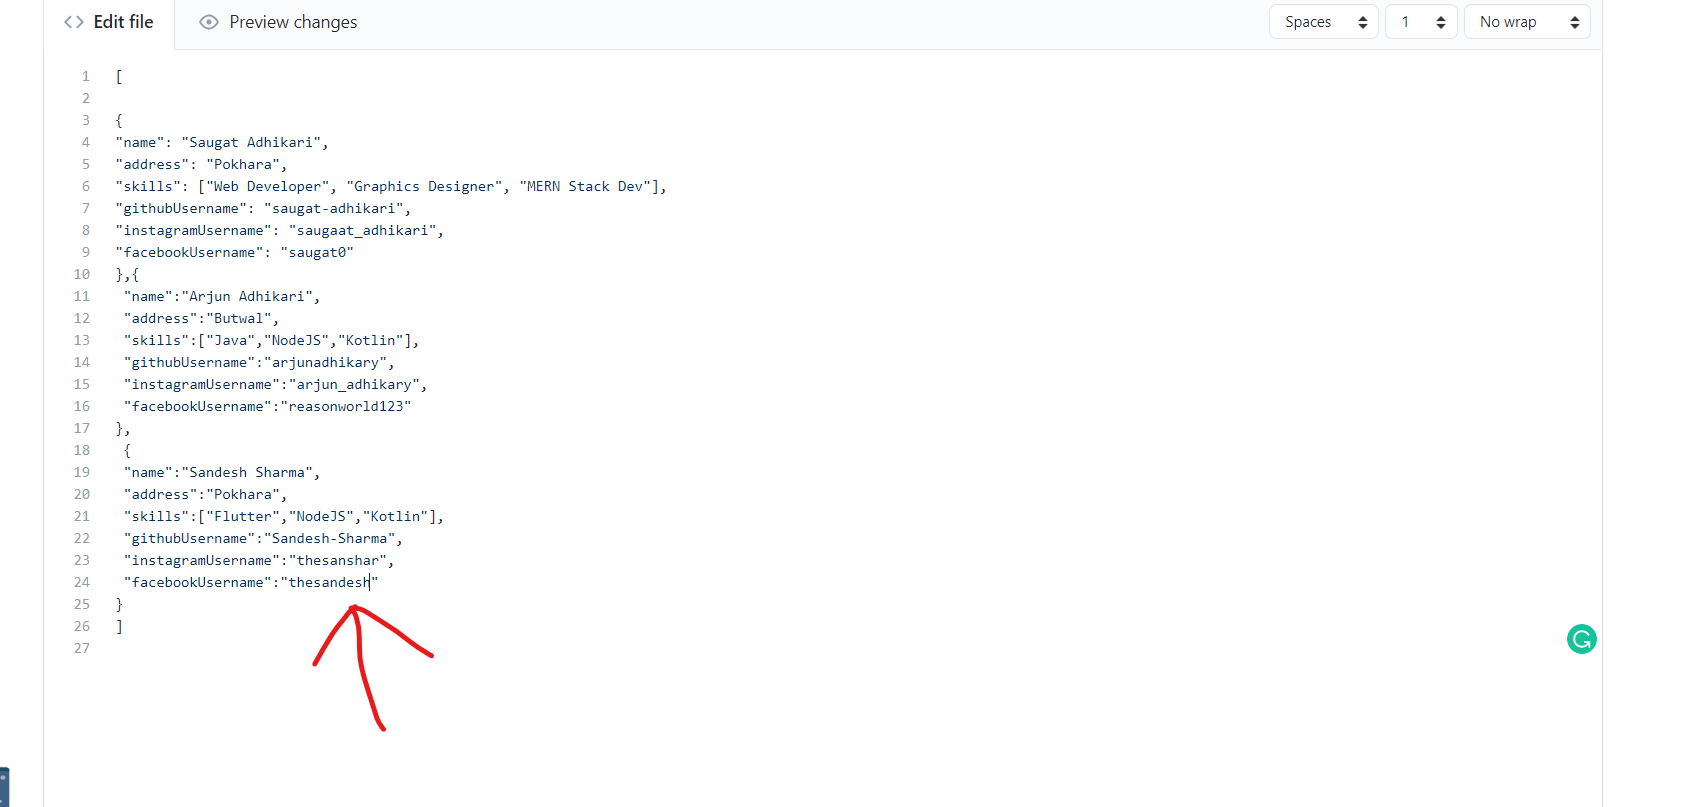 Edit file
Preview changes
Spaces
1
No wrap
1 [
2
3 {
4 "name": "Saugat Adhikari",
5 "address": "Pokhara",
6 "skills": ["Web Developer", "Graphics Designer", "MERN Stack Dev"],
7 "githubUsername": "saugat-adhikari",
8 "instagramUsername": "saugaat_adhikari",
9 "facebookUsername": "saugat0"
10 },{
11 "name":"Arjun Adhikari",
12 "address":"Butwal",
13 "skills":["Java","NodeJS","Kotlin"],
14 "githubUsername":"arjunadhikary",
15 "instagramUsername":"arjun_adhikary",
16 "facebookUsername":"reasonworld123"
17 },
18 {
19 "name":"Sandesh Sharma",
20 "address":"Pokhara",
21 "skills":["Flutter","NodeJS","Kotlin"],
22 "githubUsername":"Sandesh-Sharma",
23 "instagramUsername":"thesanshar",
24 "facebookUsername":"thesandesh"
25 }
26 ]
27